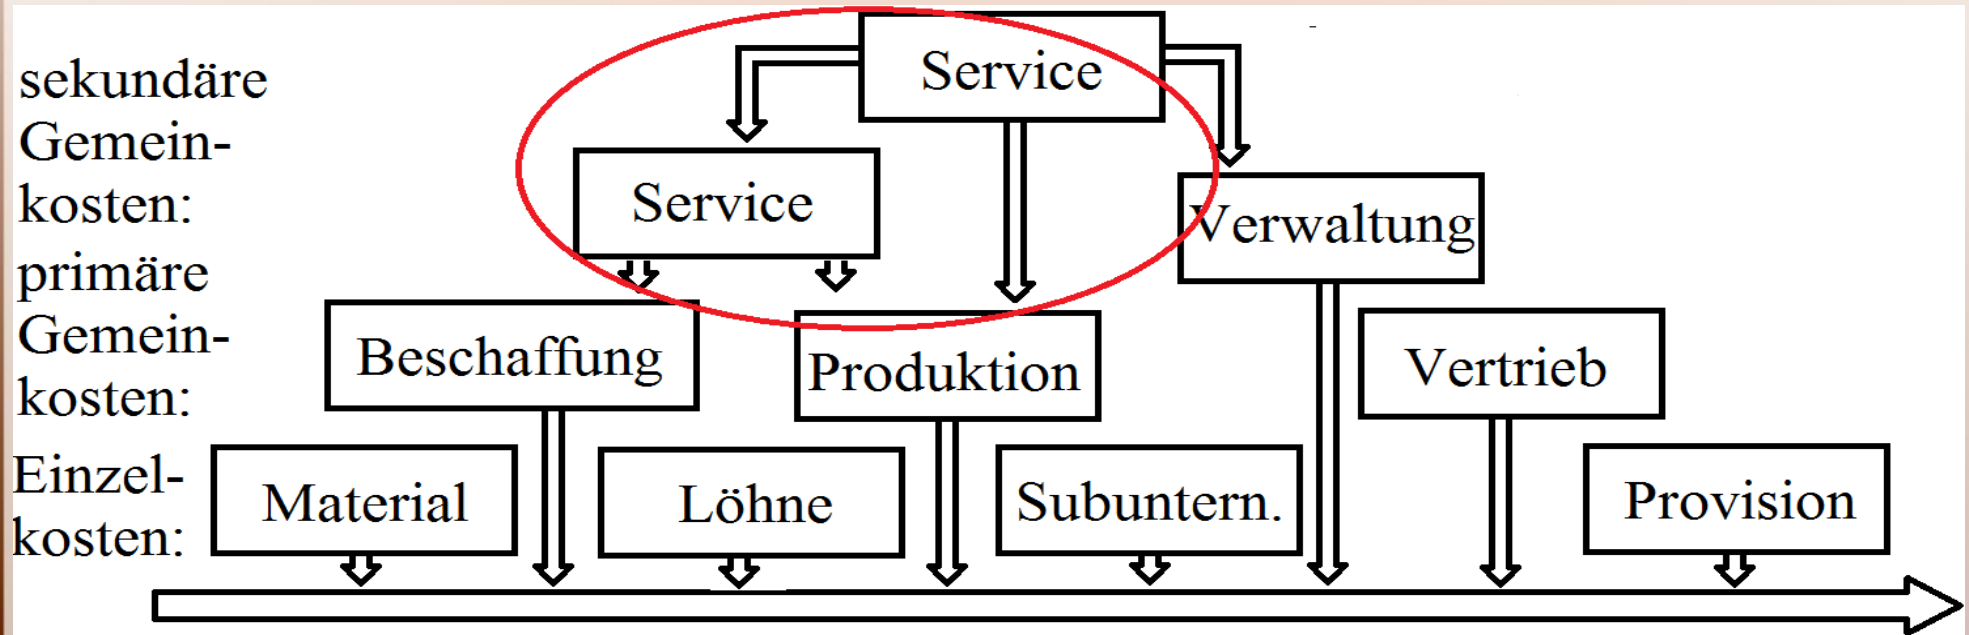 sekundäre
Gemein-
kosten:
primäre
Gemein-
kosten:
Einzel-
kosten:
Service
Service
Verwaltung
Beschaffung
Produktion
Vertrieb
Material
Löhne
Subuntern.
Provision